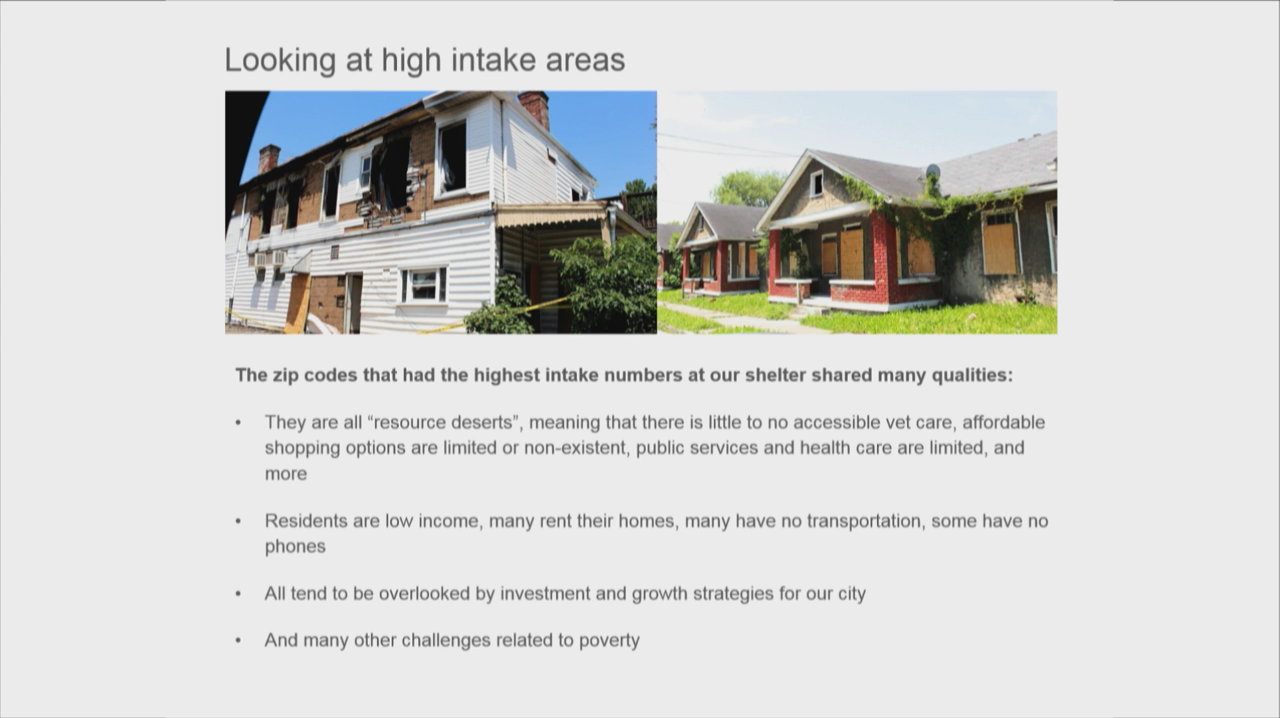 Looking at high intake areas
The zip codes that had the highest intake numbers at our shelter shared many qualities:
• They are all “resource deserts”, meaning that there is little to no accessible vet care, affordable
shopping options are limited or non-existent, public services and health care are limited, and
more
• Residents are low income, many rent their homes, many have no transportation, some have no
phones
• All tend to be overlooked by investment and growth strategies for our city
• And many other challenges related to poverty